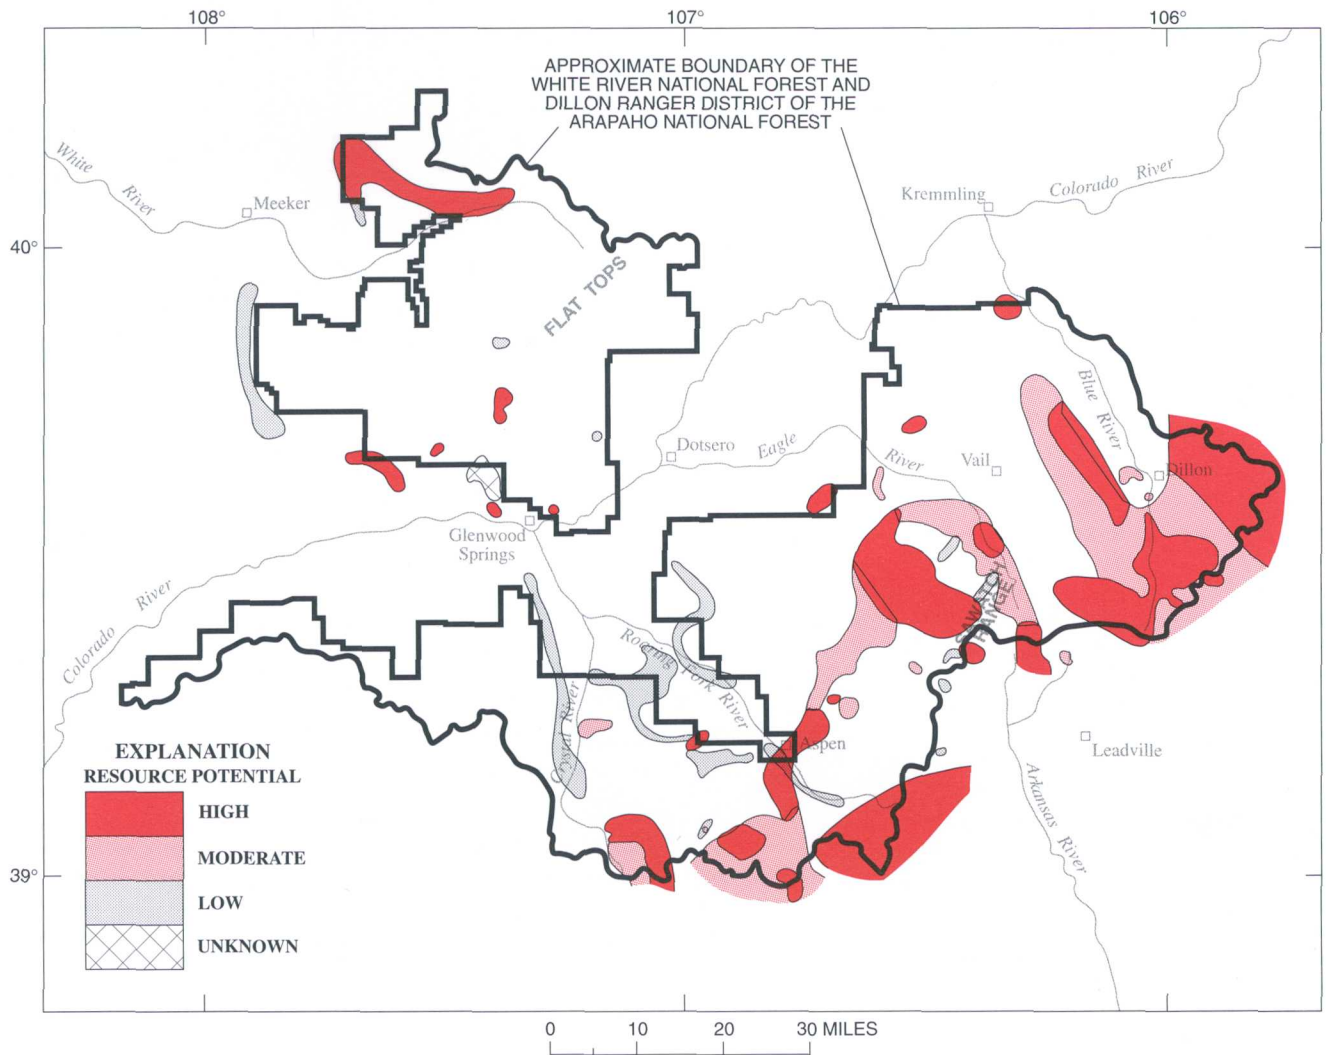 108°
107°
106°
APPROXIMATE BOUNDARY OF THE
WHITE RIVER NATIONAL FOREST AND
DILLON RANGER DISTRICT OF THE
ARAPAHO NATIONAL FOREST
White River
Meeker
Kremmling
Colorado River
40°
FLAT TOPS
Blue River
Dotsero
Eagle River
Vail
Dillon
Glenwood
Springs
Colorado River
SAWATCH
RANGE
Roaring Fork River
Crystal River
Aspen
Leadville
Arkansas River
39°
EXPLANATION
RESOURCE POTENTIAL
HIGH
MODERATE
LOW
UNKNOWN
0 10 20 30 MILES